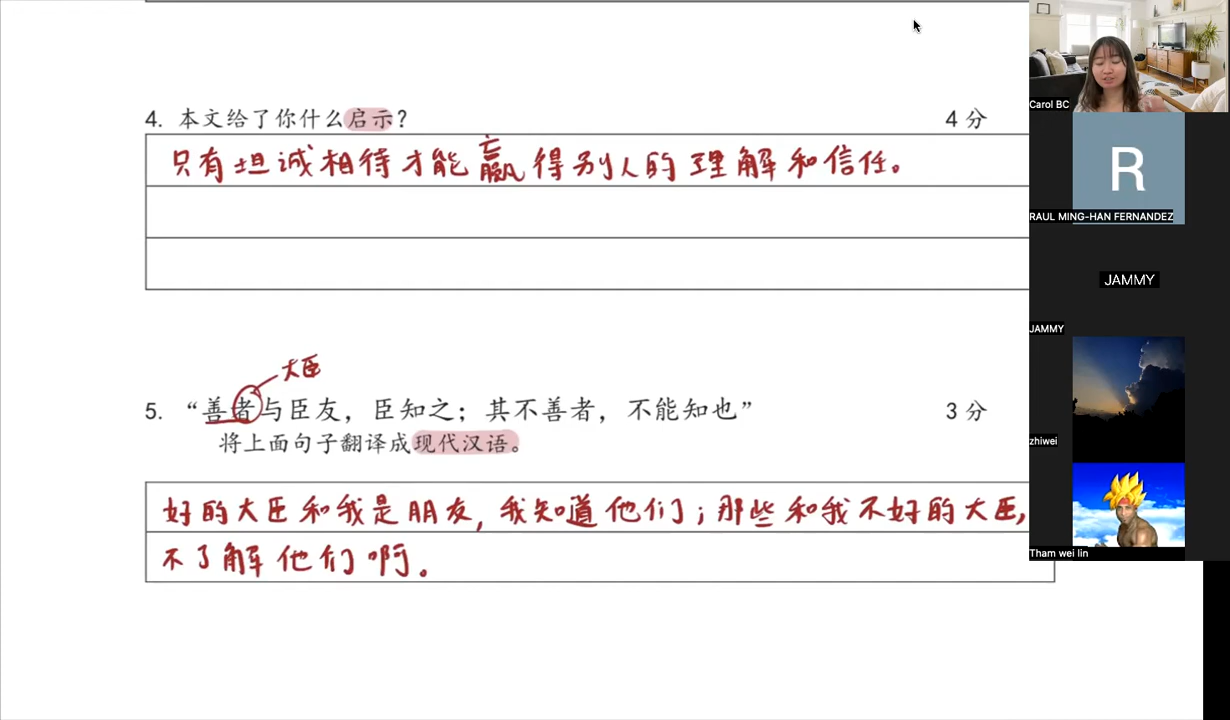 4. 本文给了你什么启示?
4 分
只有坦诚相待才能赢得别人的理解和信任。
大臣
5. “善者与臣友，臣知之；其不善者，不能知也”
3 分
将上面句子翻译成现代汉语。
好的大臣和我是朋友，我知道他们；那些和我不好的大臣，
不了解他们啊.
Carol BC
R
RAUL MING-HAN FERNANDEZ
JAMMY
JAMMY
zhiwei
Tham wei lin